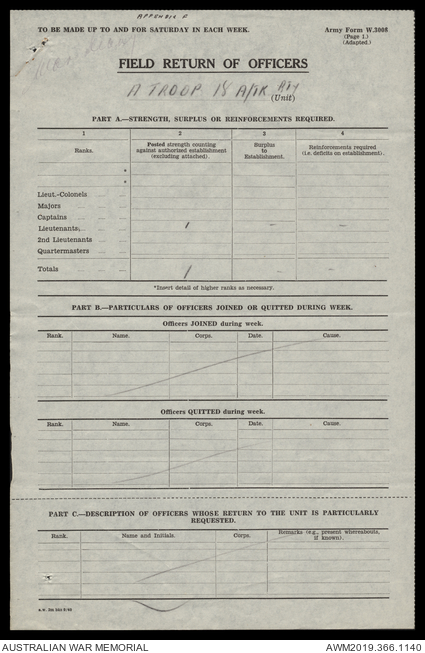 APPENDIX F
TO BE MADE UP TO AND FOR SATURDAY IN EACH WEEK.
Army Form W.3008
(Page 1.)
(Adapted.)
FIELD RETURN OF OFFICERS
A TROOP 18 A/TK Bty
(Unit)
PART A.—STRENGTH, SURPLUS OR REINFORCEMENTS REQUIRED.
1 2 3 4
Ranks. Posted strength counting against authorized establishment (excluding attached). Surplus to Establishment. Reinforcements required (i.e. deficits on establishment).
*
*
Lieut.-Colonels
Majors
Captains
Lieutenants, 1 - -
2nd Lieutenants
Quartermasters
Totals 1 - -
*Insert detail of higher ranks as necessary.
PART B.—PARTICULARS OF OFFICERS JOINED OR QUITTED DURING WEEK.
Officers JOINED during week.
Rank. Name. Corps. Date. Cause.
Officers QUITTED during week.
Rank. Name. Corps. Date. Cause.
PART C.—DESCRIPTION OF OFFICERS WHOSE RETURN TO THE UNIT IS PARTICULARLY
REQUESTED.
Rank. Name and Initials. Corps. Remarks (e.g., present whereabouts, if known).
AUSTRALIAN WAR MEMORIAL
AWM2019.366.1140